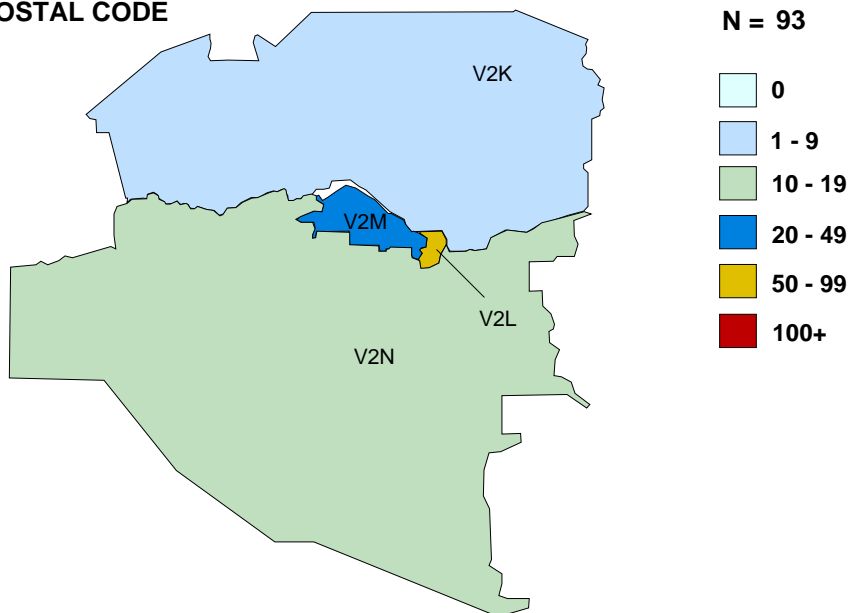 OSTAL CODE
N = 93
V2K
0
1 - 9
10 - 19
V2M
20 - 49
50 - 99
V2L
100+
V2N